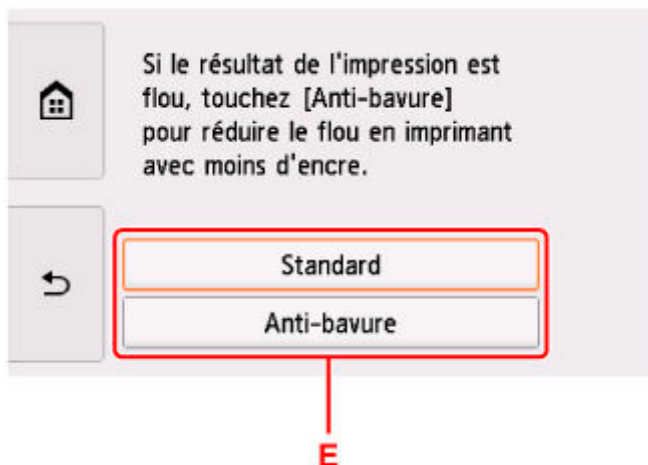 Si le résultat de l'impression est
flou, touchez [Anti-bavure]
pour réduire le flou en imprimant
avec moins d'encre.
Standard
Anti-bavure
E